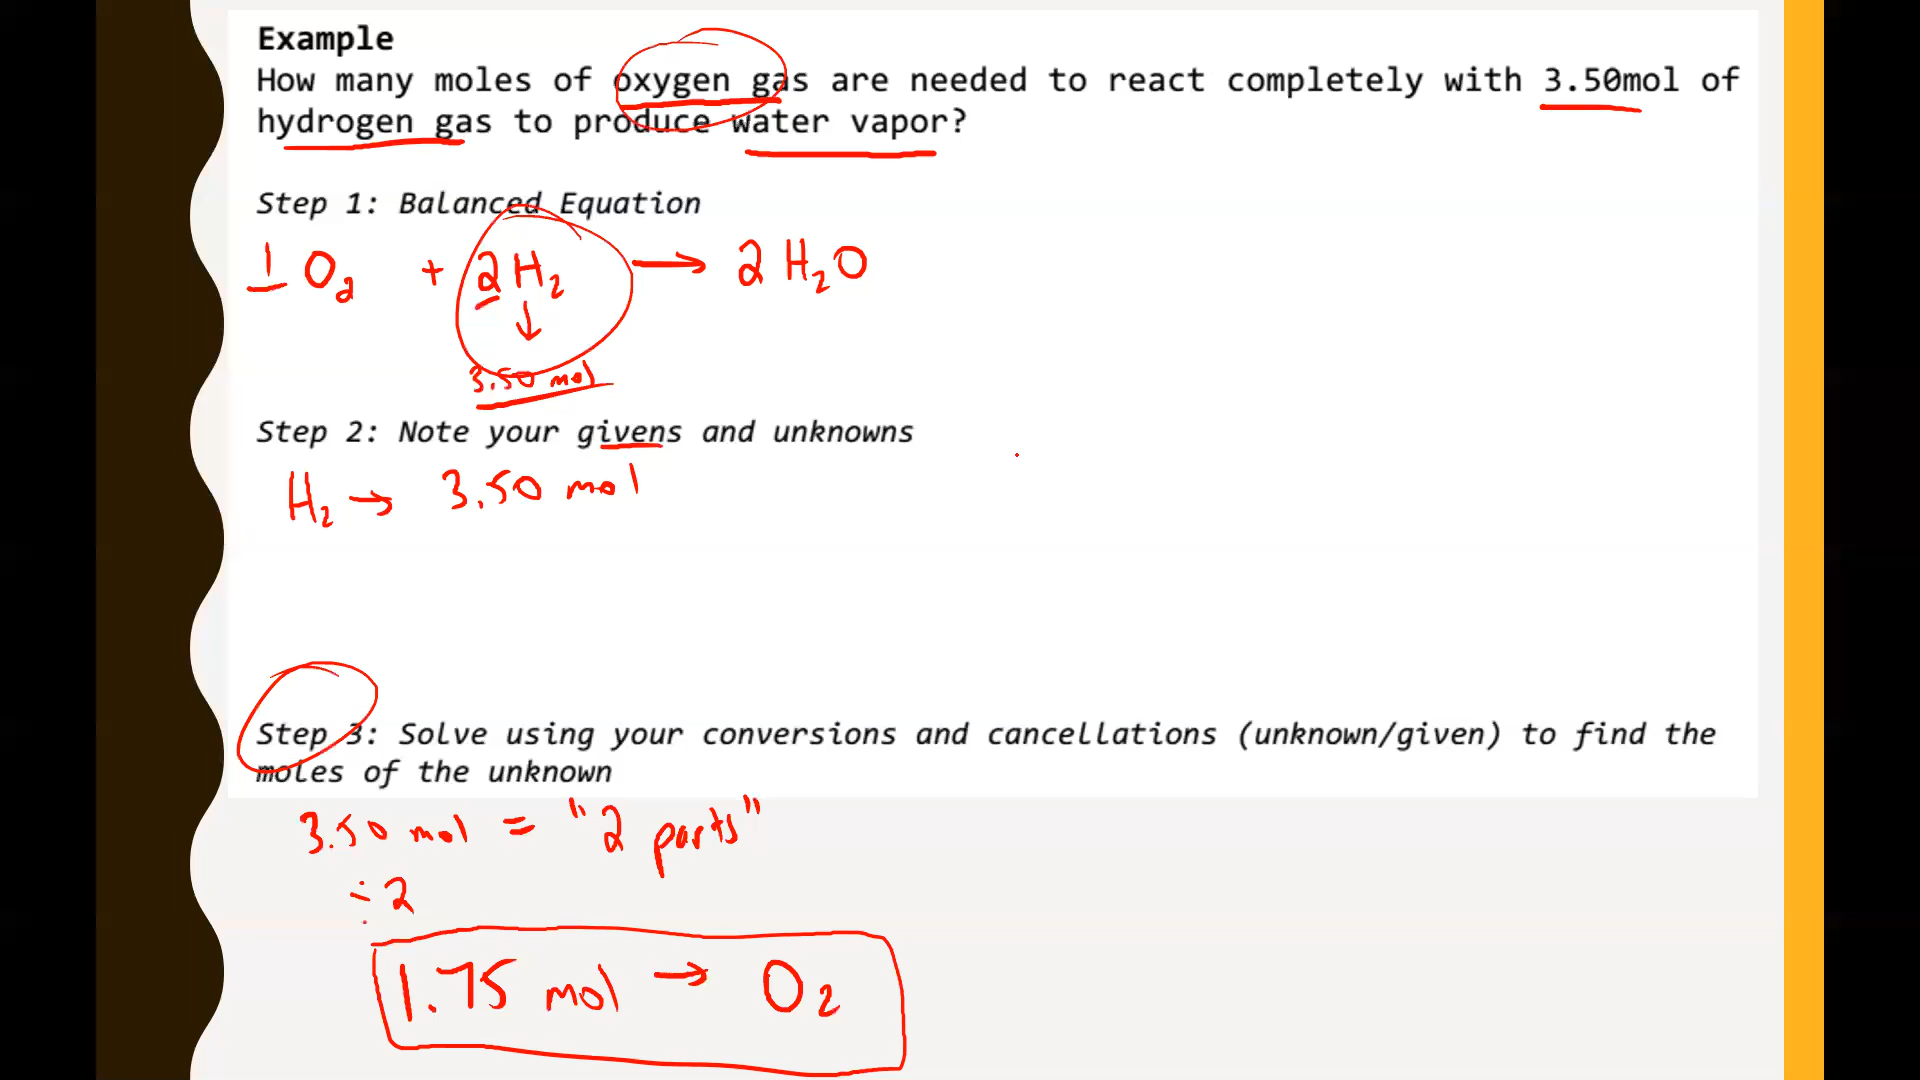 Example
How many moles of oxygen gas are needed to react completely with 3.50mol of
hydrogen gas to produce water vapor?
Step 1: Balanced Equation
1 O₂ + 2 H₂ → 2 H₂O
↓
3.50 mol
Step 2: Note your givens and unknowns
H₂ → 3.50 mol
Step 3: Solve using your conversions and cancellations (unknown/given) to find the
moles of the unknown
3.50 mol = "2 parts"
÷ 2
1.75 mol → O₂